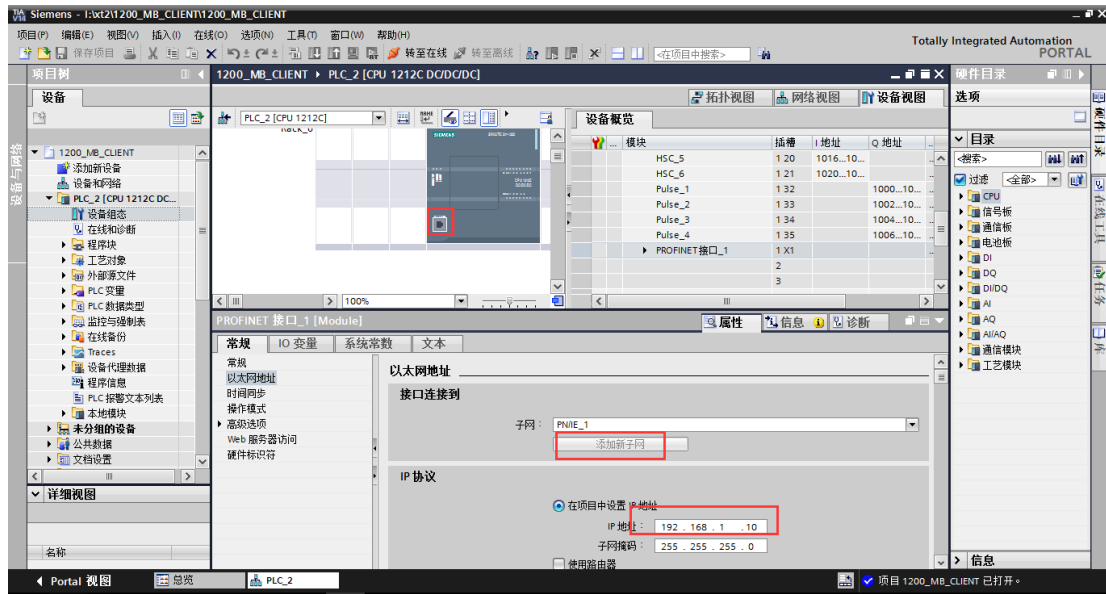 Siemens - I:\xt2\1200_MB_CLIENT\1200_MB_CLIENT
项目(P) 编辑(E) 视图(V) 插入(I) 在线(O) 选项(N) 工具(T) 窗口(W) 帮助(H)
Totally Integrated Automation
PORTAL
保存项目 转至在线 转至离线 <在项目中搜索>
项目树
设备
设备与网络
1200_MB_CLIENT
添加新设备
设备和网络
PLC_2 [CPU 1212C DC...
设备组态
在线和诊断
程序块
工艺对象
外部源文件
PLC 变量
PLC 数据类型
监控与强制表
在线备份
Traces
设备代理数据
程序信息
PLC 报警文本列表
本地模块
未分组的设备
公共数据
文档设置
详细视图
名称
1200_MB_CLIENT ▸ PLC_2 [CPU 1212C DC/DC/DC]
拓扑视图 网络视图 设备视图
PLC_2 [CPU 1212C]
Rack_0
SIEMENS
100%
设备概览
... 模块 插槽 I 地址 Q 地址 ..
HSC_5 1 20 1016...10...
HSC_6 1 21 1020...10...
Pulse_1 1 32 1000...10...
Pulse_2 1 33 1002...10...
Pulse_3 1 34 1004...10...
Pulse_4 1 35 1006...10...
PROFINET接口_1 1 X1
2
3
PROFINET 接口_1 [Module]
属性 信息 诊断
常规 IO 变量 系统常数 文本
常规
以太网地址
时间同步
操作模式
高级选项
Web 服务器访问
硬件标识符
以太网地址
接口连接到
子网： PN/IE_1
添加新子网
IP 协议
在项目中设置 IP 地址
IP 地址： 192 . 168 . 1 . 10
子网掩码： 255 . 255 . 255 . 0
使用路由器
硬件目录
选项
目录
<搜索>
过滤 <全部>
CPU
信号板
通信板
电池板
DI
DQ
DI/DQ
AI
AQ
AI/AQ
通信模块
工艺模块
信息
硬件目录
在线工具
任务
库
Portal 视图 总览 PLC_2 项目 1200_MB_CLIENT 已打开。